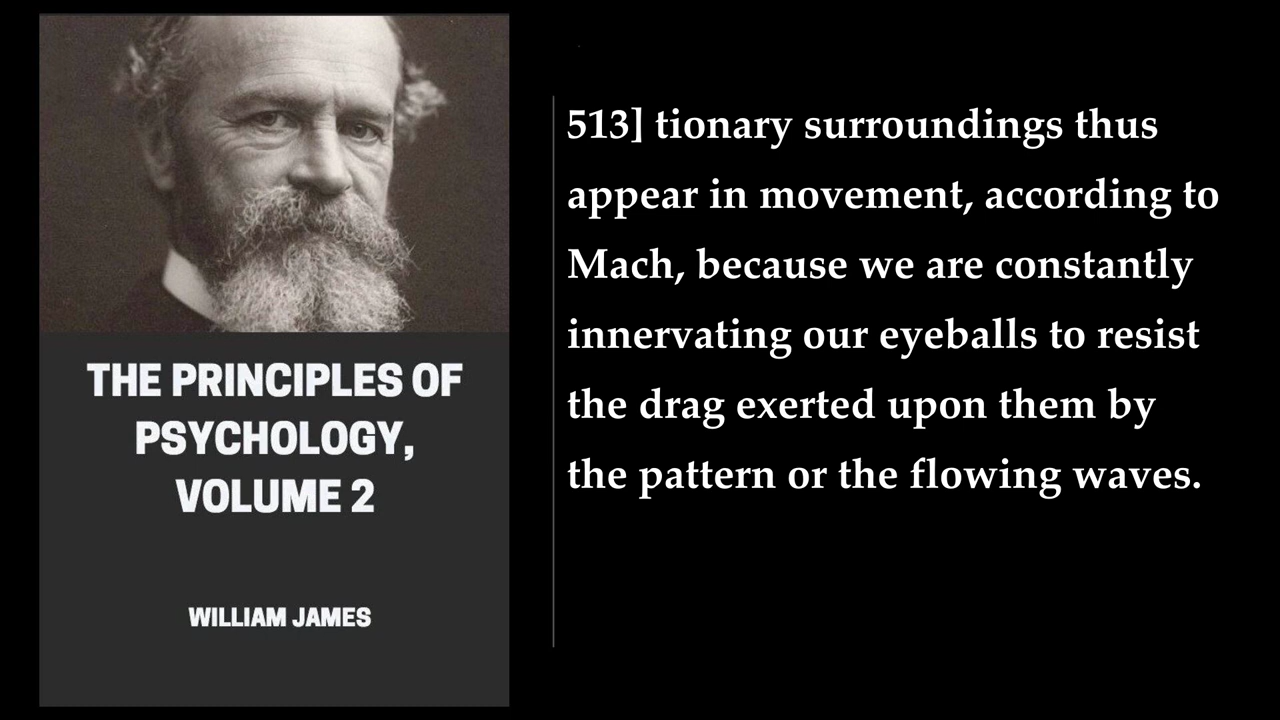 THE PRINCIPLES OF
PSYCHOLOGY,
VOLUME 2
WILLIAM JAMES
513] tionary surroundings thus
appear in movement, according to
Mach, because we are constantly
innervating our eyeballs to resist
the drag exerted upon them by
the pattern or the flowing waves.